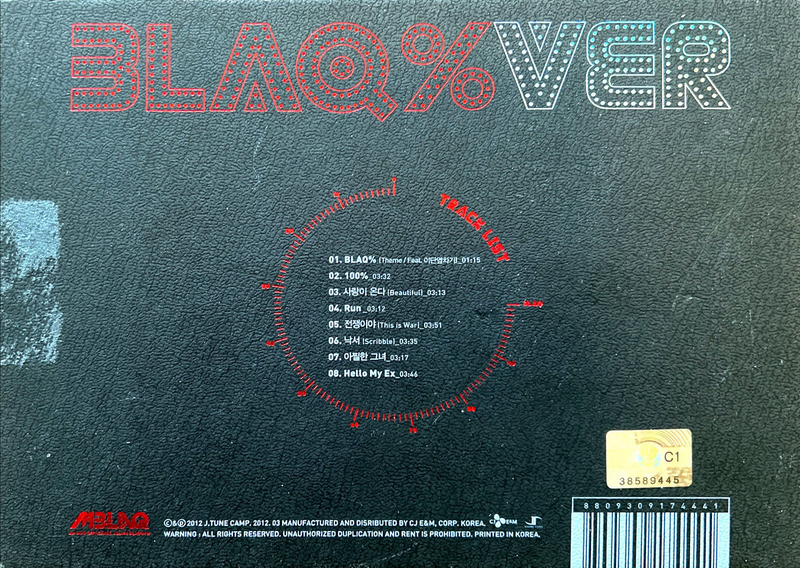 BLAQ%VER
TRACK LIST
01. BLAQ% (Theme / Feat. 이단옆차기)_01:15
02. 100%_03:32
03. 사랑이 온다 (Beautiful)_03:13
04. Run_03:12
05. 전쟁이야 (This is War)_03:51
06. 낙서 (Scribble)_03:35
07. 아찔한 그녀_03:17
08. Hello My Ex_03:46
C1
38589445
8809309174441
MBLAQ
©&℗ 2012 J.TUNE CAMP, 2012. 03 MANUFACTURED AND DISRIBUTED BY CJ E&M, CORP. KOREA.
WARNING : ALL RIGHTS RESERVED. UNAUTHORIZED DUPLICATION AND RENT IS PROHIBITED. PRINTED IN KOREA.